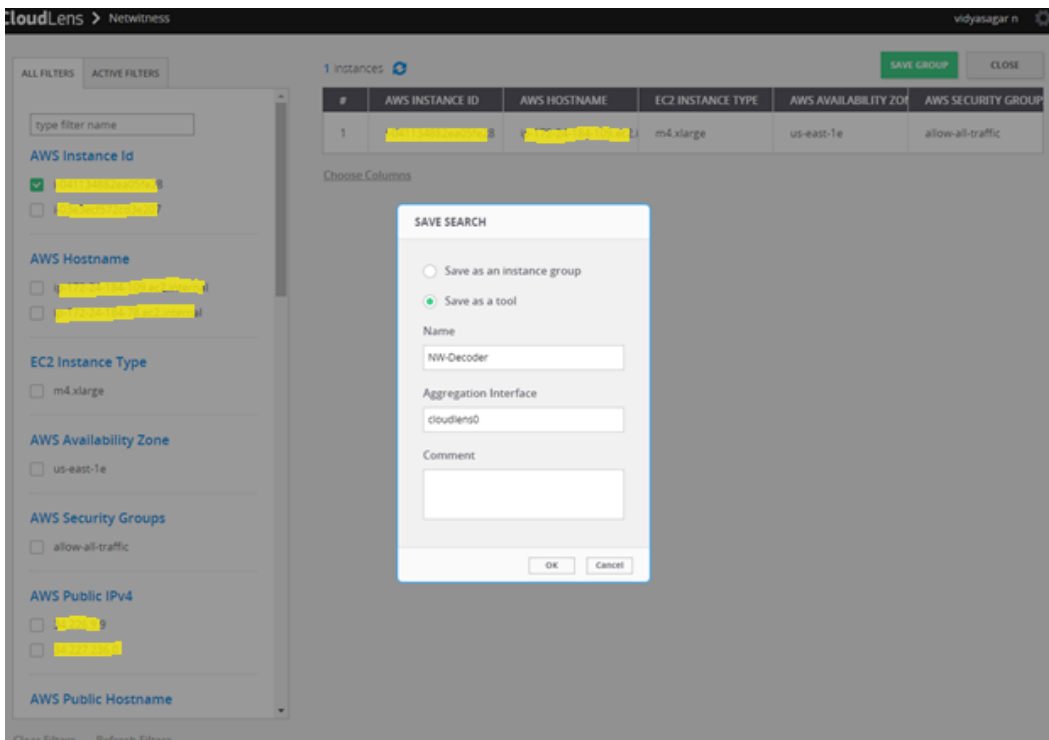 CloudLens > Netwitness
vidyasagar n
ALL FILTERS ACTIVE FILTERS
1 instances
SAVE GROUP CLOSE
type filter name
# AWS INSTANCE ID AWS HOSTNAME EC2 INSTANCE TYPE AWS AVAILABILITY ZON AWS SECURITY GROUP
1 m4.xlarge us-east-1e allow-all-traffic
Choose Columns
AWS Instance Id
AWS Hostname
EC2 Instance Type
m4.xlarge
AWS Availability Zone
us-east-1e
AWS Security Groups
allow-all-traffic
AWS Public IPv4
AWS Public Hostname
Clear Filters Refresh Filters
SAVE SEARCH
Save as an instance group
Save as a tool
Name
NW-Decoder
Aggregation Interface
cloudlens0
Comment
OK Cancel